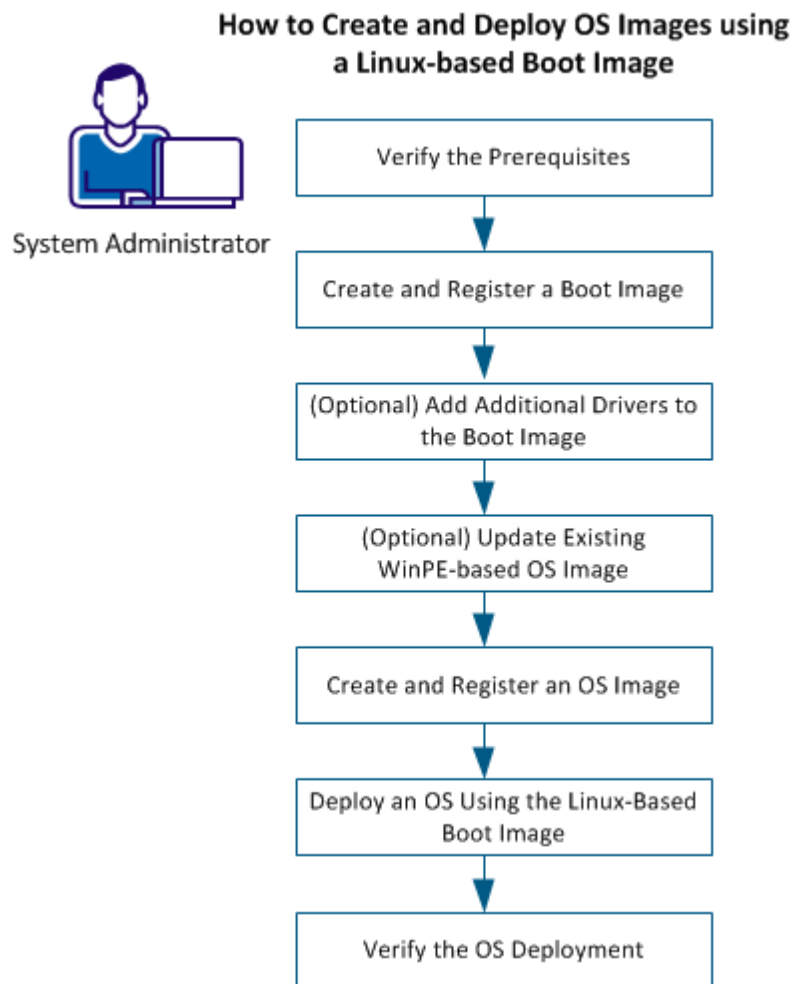 How to Create and Deploy OS Images using
a Linux-based Boot Image
System Administrator
Verify the Prerequisites
Create and Register a Boot Image
(Optional) Add Additional Drivers to
the Boot Image
(Optional) Update Existing
WinPE-based OS Image
Create and Register an OS Image
Deploy an OS Using the Linux-Based
Boot Image
Verify the OS Deployment